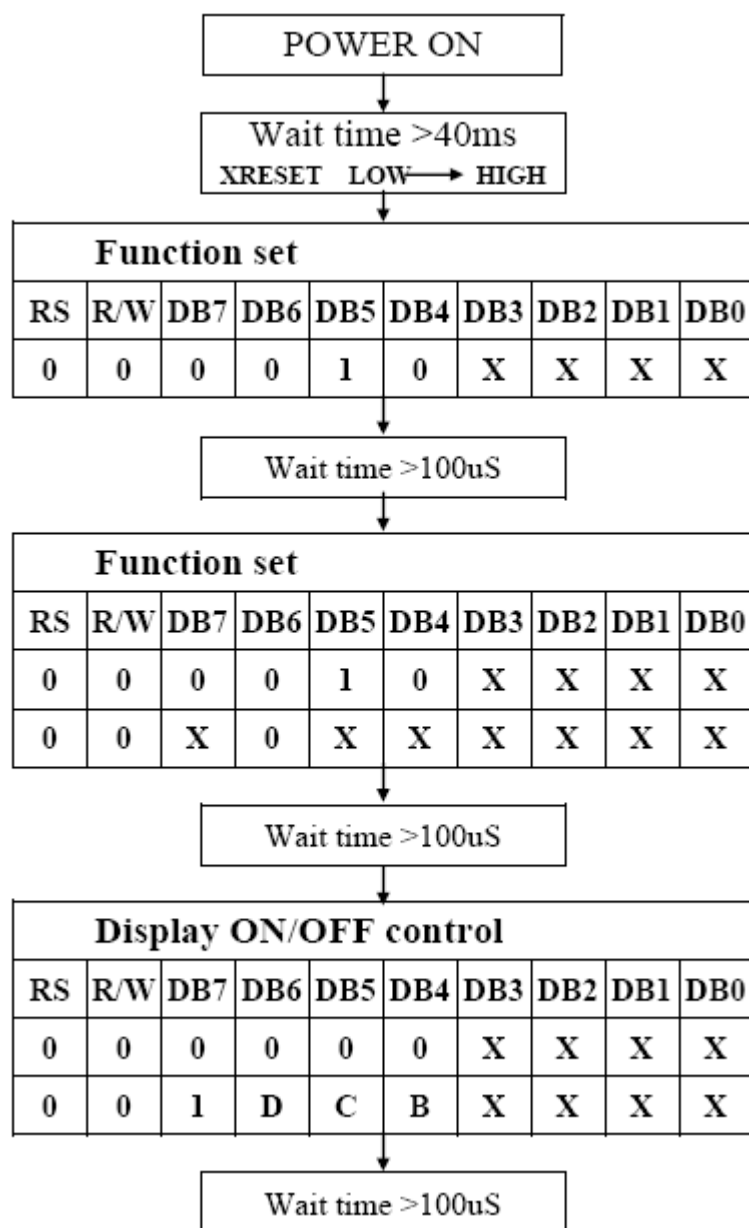 POWER ON
Wait time >40ms
XRESET LOW → HIGH
Function set
RS R/W DB7 DB6 DB5 DB4 DB3 DB2 DB1 DB0
0 0 0 0 1 0 X X X X
Wait time >100uS
Function set
RS R/W DB7 DB6 DB5 DB4 DB3 DB2 DB1 DB0
0 0 0 0 1 0 X X X X
0 0 X 0 X X X X X X
Wait time >100uS
Display ON/OFF control
RS R/W DB7 DB6 DB5 DB4 DB3 DB2 DB1 DB0
0 0 0 0 0 0 X X X X
0 0 1 D C B X X X X
Wait time >100uS